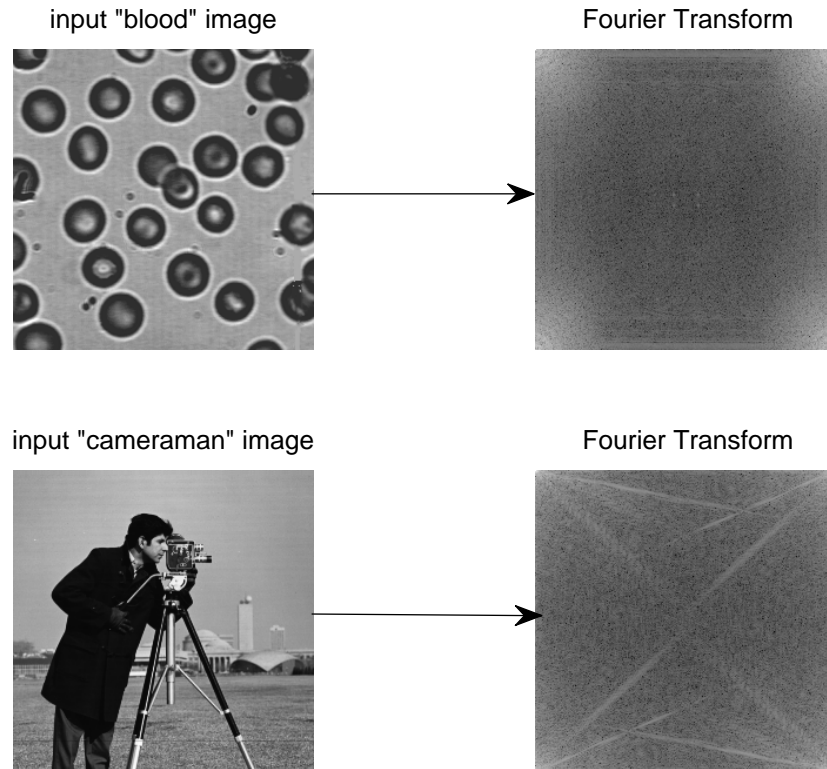 input "blood" image
Fourier Transform
input "cameraman" image
Fourier Transform